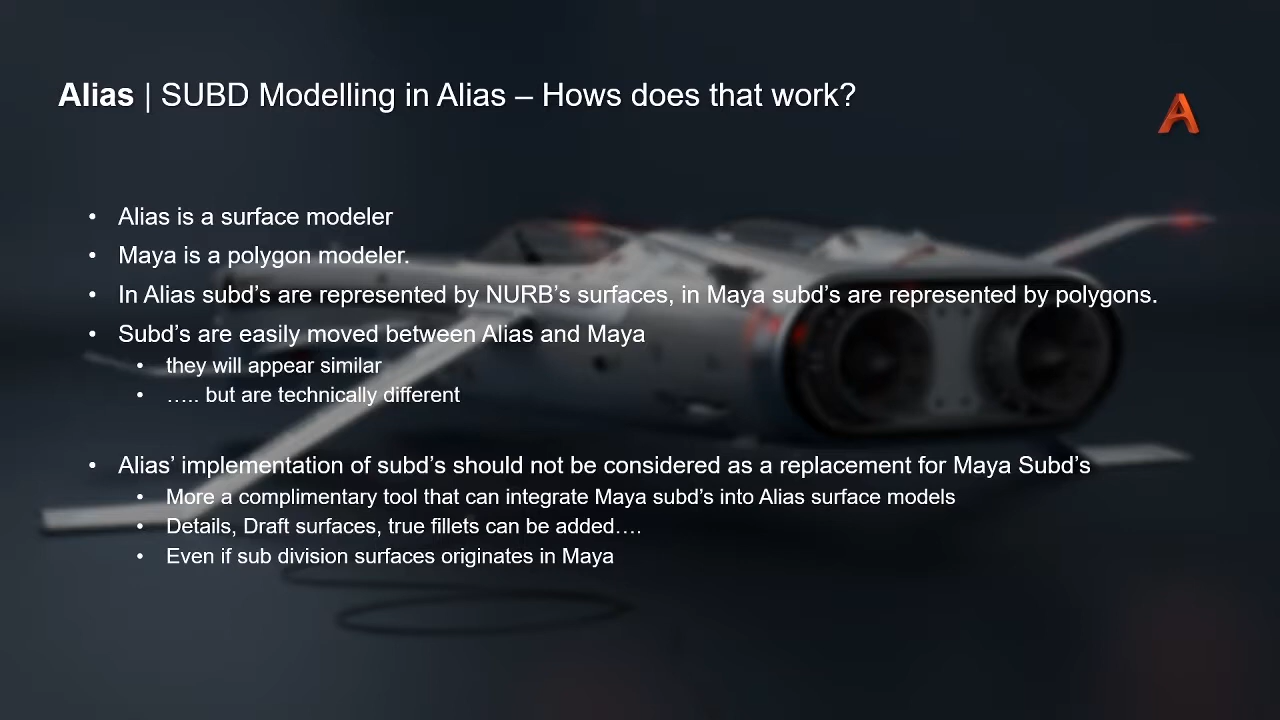 Alias | SUBD Modelling in Alias – Hows does that work?
• Alias is a surface modeler
• Maya is a polygon modeler.
• In Alias subd’s are represented by NURB’s surfaces, in Maya subd’s are represented by polygons.
• Subd’s are easily moved between Alias and Maya
• they will appear similar
• ….. but are technically different
• Alias’ implementation of subd’s should not be considered as a replacement for Maya Subd’s
• More a complimentary tool that can integrate Maya subd’s into Alias surface models
• Details, Draft surfaces, true fillets can be added….
• Even if sub division surfaces originates in Maya